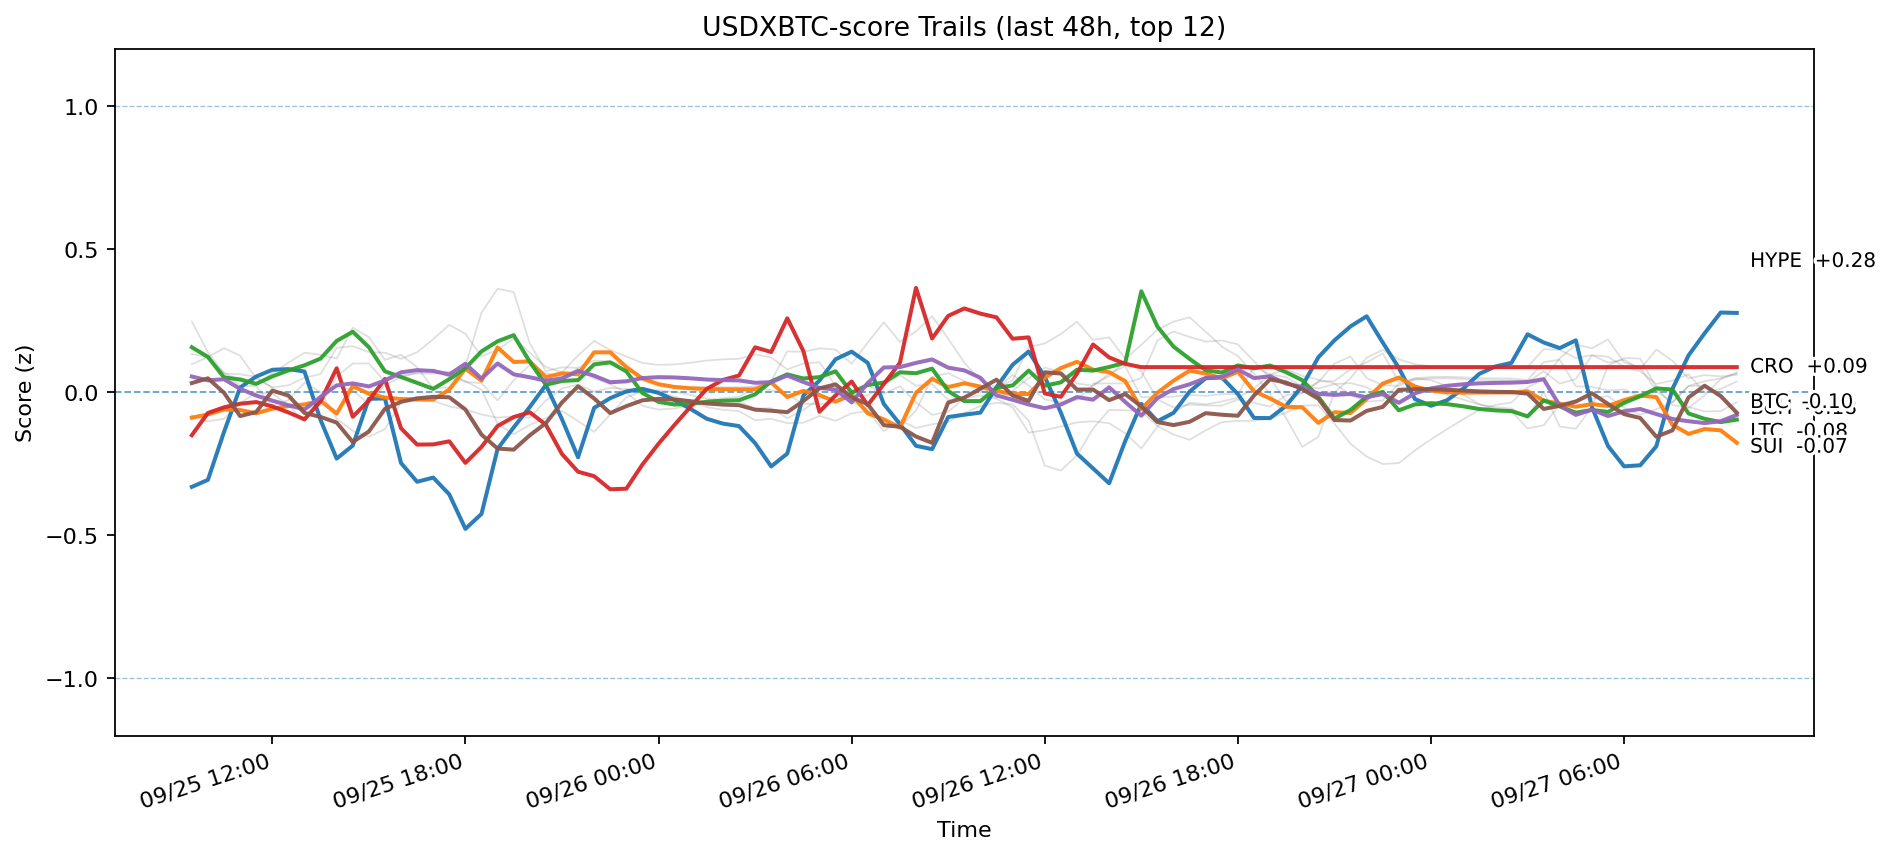 USDXBTC-score Trails (last 48h, top 12)
1.0
0.5
0.0
−0.5
−1.0
Score (z)
HYPE +0.28
CRO +0.09
BTC -0.10
LTC -0.08
SUI -0.07
09/25 12:00
09/25 18:00
09/26 00:00
09/26 06:00
09/26 12:00
09/26 18:00
09/27 00:00
09/27 06:00
Time